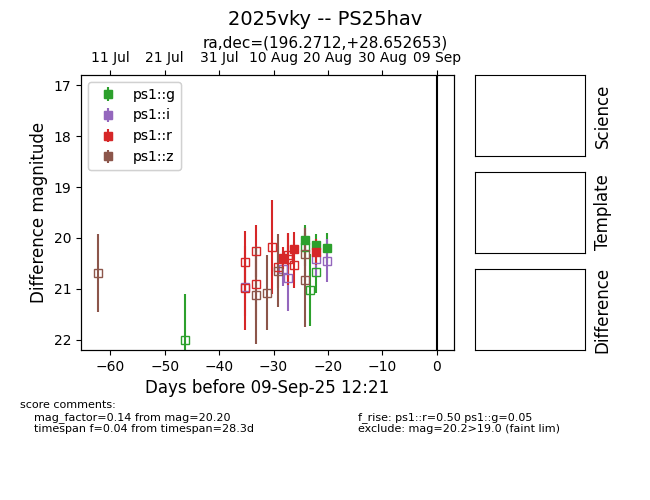 2025vky -- PS25hav
ra,dec=(196.2712,+28.652653)
11 Jul 21 Jul 31 Jul 10 Aug 20 Aug 30 Aug 09 Sep
ps1::g
ps1::i
ps1::r
ps1::z
17
18
19
20
21
22
Difference magnitude
−60 −50 −40 −30 −20 −10 0
Days before 09-Sep-25 12:21
Science
Template
Difference
score comments:
mag_factor=0.14 from mag=20.20
timespan f=0.04 from timespan=28.3d
f_rise: ps1::r=0.50 ps1::g=0.05
exclude: mag=20.2>19.0 (faint lim)